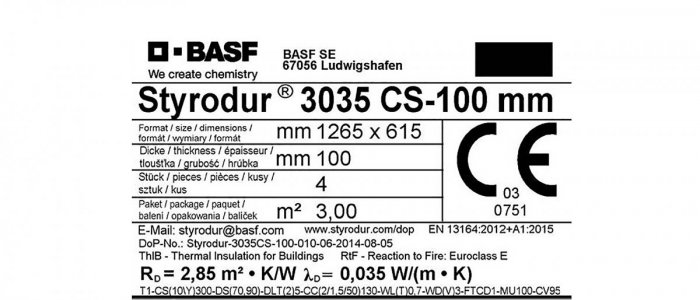 BASF
We create chemistry
BASF SE
67056 Ludwigshafen
Styrodur® 3035 CS-100 mm
Format / size / dimensions /
formát / wymiary / formát
mm 1265 x 615
Dicke / thickness / épaisseur /
tloušťka / grubość / hrúbka
mm 100
Stück / pieces / pièces / kusy /
sztuk / kus
4
Paket / package / paquet /
balení / opakowania / balíček
m² 3,00
CE
03
0751
E-Mail: styrodur@basf.com www.styrodur.com/dop EN 13164:2012+A1:2015
DoP-No.: Styrodur-3035CS-100-010-06-2014-08-05
ThIB - Thermal Insulation for Buildings RtF - Reaction to Fire: Euroclass E
RD = 2,85 m² • K/W λD = 0,035 W/(m • K)
T1-CS(10\Y)300-DS(70,90)-DLT(2)5-CC(2/1,5/50)130-WL(T)0,7-WD(V)3-FTCD1-MU100-CV95